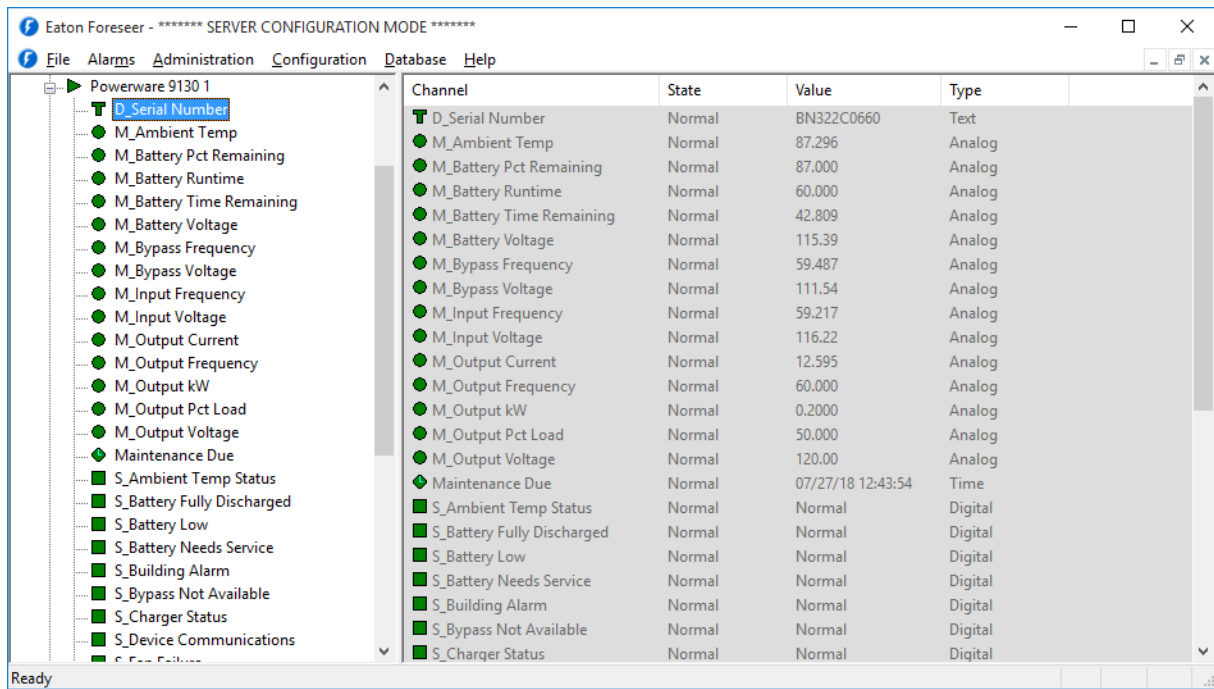 Eaton Foreseer - ******* SERVER CONFIGURATION MODE *******
File Alarms Administration Configuration Database Help
Powerware 9130 1
D_Serial Number
M_Ambient Temp
M_Battery Pct Remaining
M_Battery Runtime
M_Battery Time Remaining
M_Battery Voltage
M_Bypass Frequency
M_Bypass Voltage
M_Input Frequency
M_Input Voltage
M_Output Current
M_Output Frequency
M_Output kW
M_Output Pct Load
M_Output Voltage
Maintenance Due
S_Ambient Temp Status
S_Battery Fully Discharged
S_Battery Low
S_Battery Needs Service
S_Building Alarm
S_Bypass Not Available
S_Charger Status
S_Device Communications
Channel State Value Type
D_Serial Number Normal BN322C0660 Text
M_Ambient Temp Normal 87.296 Analog
M_Battery Pct Remaining Normal 87.000 Analog
M_Battery Runtime Normal 60.000 Analog
M_Battery Time Remaining Normal 42.809 Analog
M_Battery Voltage Normal 115.39 Analog
M_Bypass Frequency Normal 59.487 Analog
M_Bypass Voltage Normal 111.54 Analog
M_Input Frequency Normal 59.217 Analog
M_Input Voltage Normal 116.22 Analog
M_Output Current Normal 12.595 Analog
M_Output Frequency Normal 60.000 Analog
M_Output kW Normal 0.2000 Analog
M_Output Pct Load Normal 50.000 Analog
M_Output Voltage Normal 120.00 Analog
Maintenance Due Normal 07/27/18 12:43:54 Time
S_Ambient Temp Status Normal Normal Digital
S_Battery Fully Discharged Normal Normal Digital
S_Battery Low Normal Normal Digital
S_Battery Needs Service Normal Normal Digital
S_Building Alarm Normal Normal Digital
S_Bypass Not Available Normal Normal Digital
S_Charger Status Normal Normal Digital
Ready